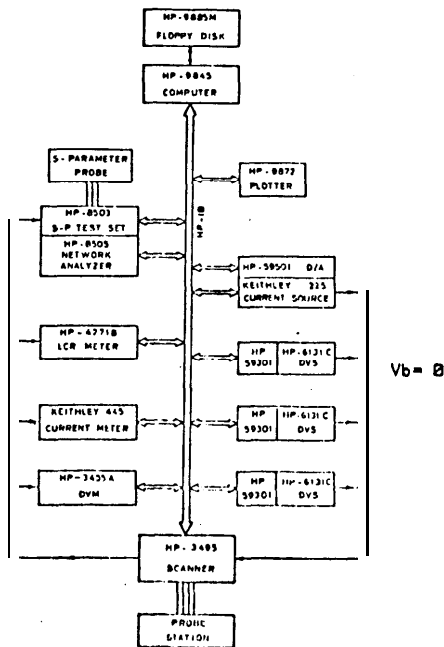 HP-9885M
FLOPPY DISK
HP-9845
COMPUTER
S-PARAMETER
PROBE
HP-9872
PLOTTER
HP-8503
S-P TEST SET
HP-8505
NETWORK
ANALYZER
HP-IB
HP-59501 D/A
KEITHLEY 225
CURRENT SOURCE
HP-4271B
LCR METER
HP
59301
HP-6131C
DVS
Vb= 0
KEITHLEY 445
CURRENT METER
HP
59301
HP-6131C
DVS
HP-3455A
DVM
HP
59301
HP-6131C
DVS
HP-3495
SCANNER
PROBE
STATION